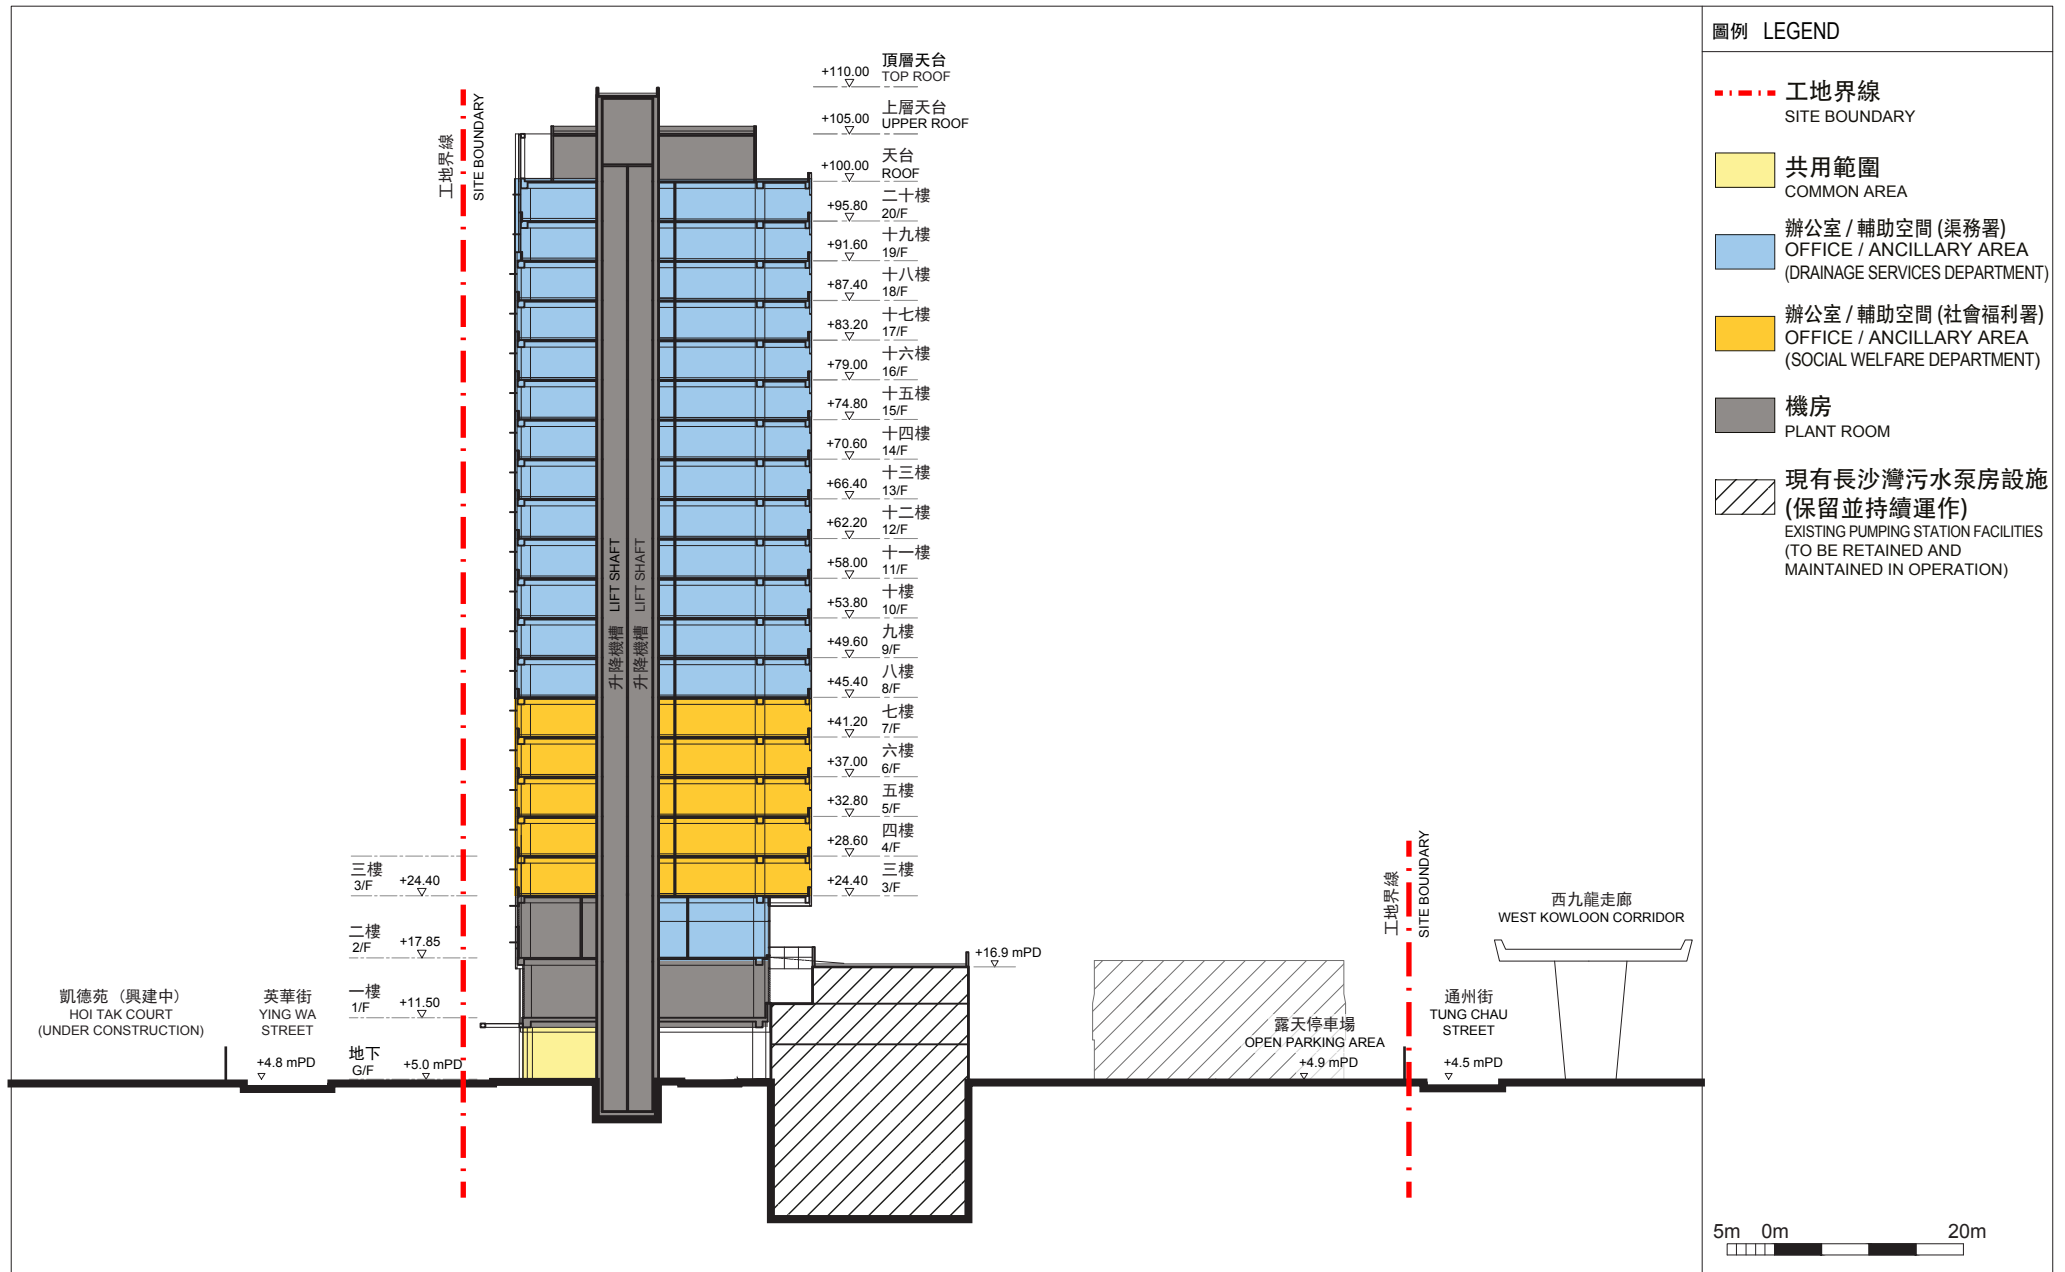 圖例 LEGEND
工地界線
SITE BOUNDARY
共用範圍
COMMON AREA
辦公室 / 輔助空間 (渠務署)
OFFICE / ANCILLARY AREA
(DRAINAGE SERVICES DEPARTMENT)
辦公室 / 輔助空間 (社會福利署)
OFFICE / ANCILLARY AREA
(SOCIAL WELFARE DEPARTMENT)
機房
PLANT ROOM
現有長沙灣污水泵房設施
(保留並持續運作)
EXISTING PUMPING STATION FACILITIES
(TO BE RETAINED AND
MAINTAINED IN OPERATION)
5m 0m 20m
工地界線
SITE BOUNDARY
+110.00 頂層天台
TOP ROOF
+105.00 上層天台
UPPER ROOF
+100.00 天台
ROOF
+95.80 二十樓
20/F
+91.60 十九樓
19/F
+87.40 十八樓
18/F
+83.20 十七樓
17/F
+79.00 十六樓
16/F
+74.80 十五樓
15/F
+70.60 十四樓
14/F
+66.40 十三樓
13/F
+62.20 十二樓
12/F
+58.00 十一樓
11/F
+53.80 十樓
10/F
+49.60 九樓
9/F
+45.40 八樓
8/F
+41.20 七樓
7/F
+37.00 六樓
6/F
+32.80 五樓
5/F
+28.60 四樓
4/F
+24.40 三樓
3/F
升降機槽 LIFT SHAFT
升降機槽 LIFT SHAFT
三樓
3/F +24.40
二樓
2/F +17.85
一樓
1/F +11.50
地下
G/F +5.0 mPD
凱德苑（興建中）
HOI TAK COURT
(UNDER CONSTRUCTION)
英華街
YING WA
STREET
+4.8 mPD
+16.9 mPD
露天停車場
OPEN PARKING AREA
+4.9 mPD
工地界線
SITE BOUNDARY
通州街
TUNG CHAU
STREET
+4.5 mPD
西九龍走廊
WEST KOWLOON CORRIDOR